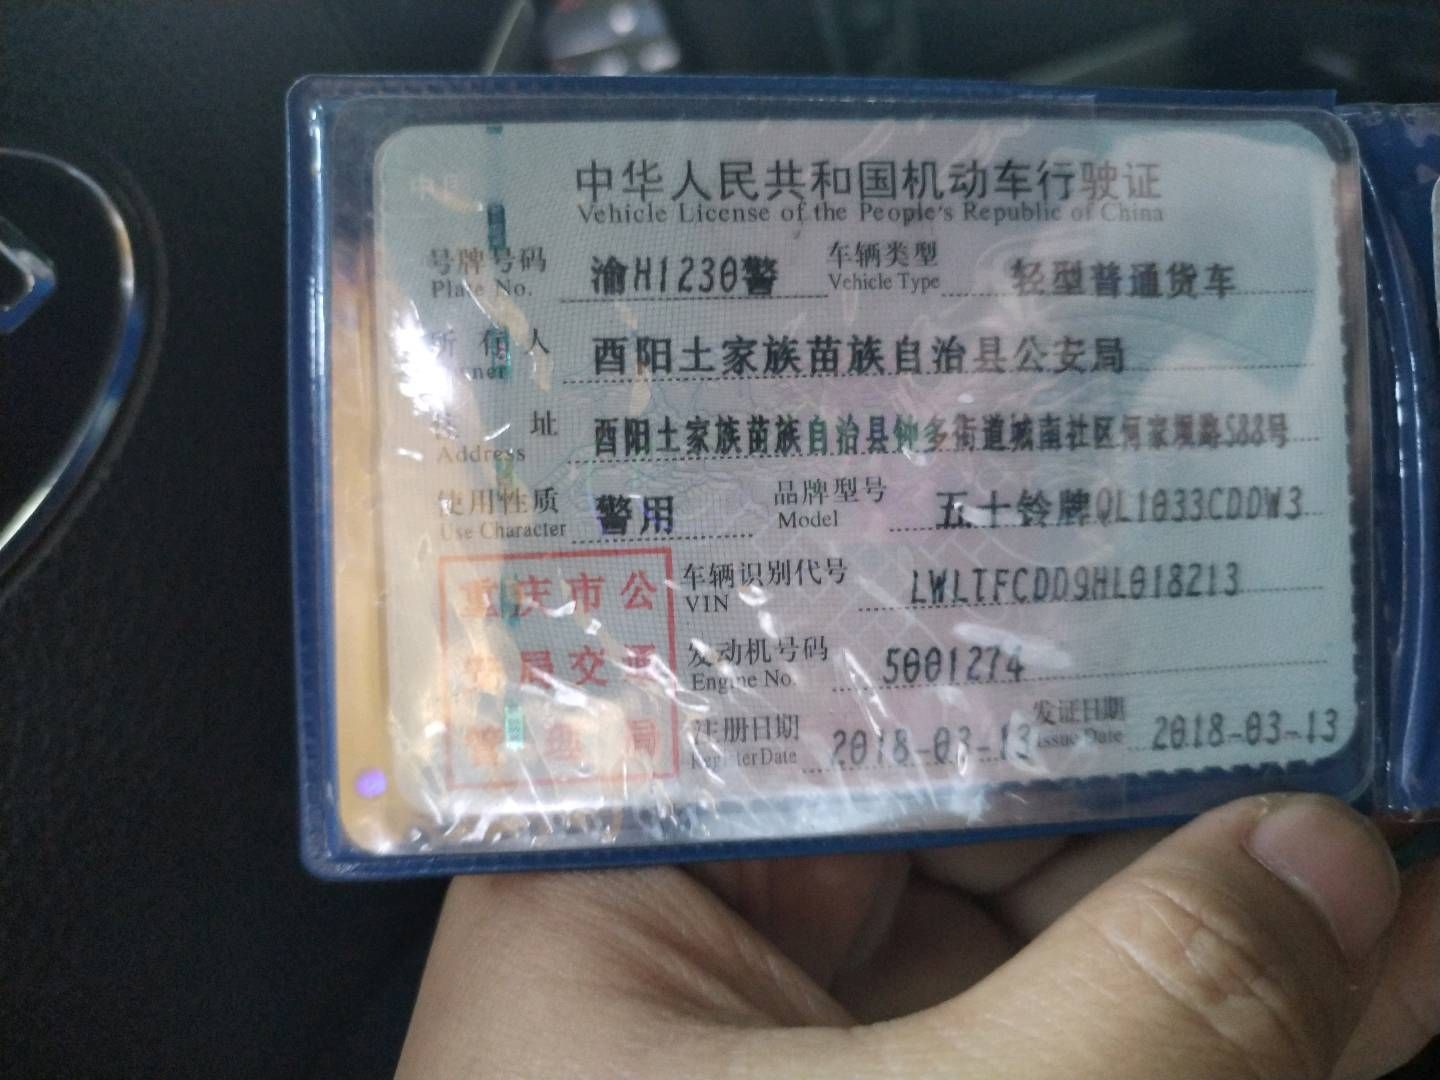 中华人民共和国机动车行驶证
Vehicle License of the People's Republic of China
号牌号码 渝H1230警 车辆类型 轻型普通货车
Plate No. Vehicle Type
所有人 酉阳土家族苗族自治县公安局
Owner
住址 酉阳土家族苗族自治县钟多街道城南社区何家坝路588号
Address
使用性质 警用 品牌型号 五十铃牌QL1033CDDW3
Use Character Model
重庆市公
安局交通
管理局
车辆识别代号 LWLTFCDD9HL018213
VIN
发动机号码 5001274
Engine No.
注册日期 2018-03-13 发证日期 2018-03-13
Register Date Issue Date